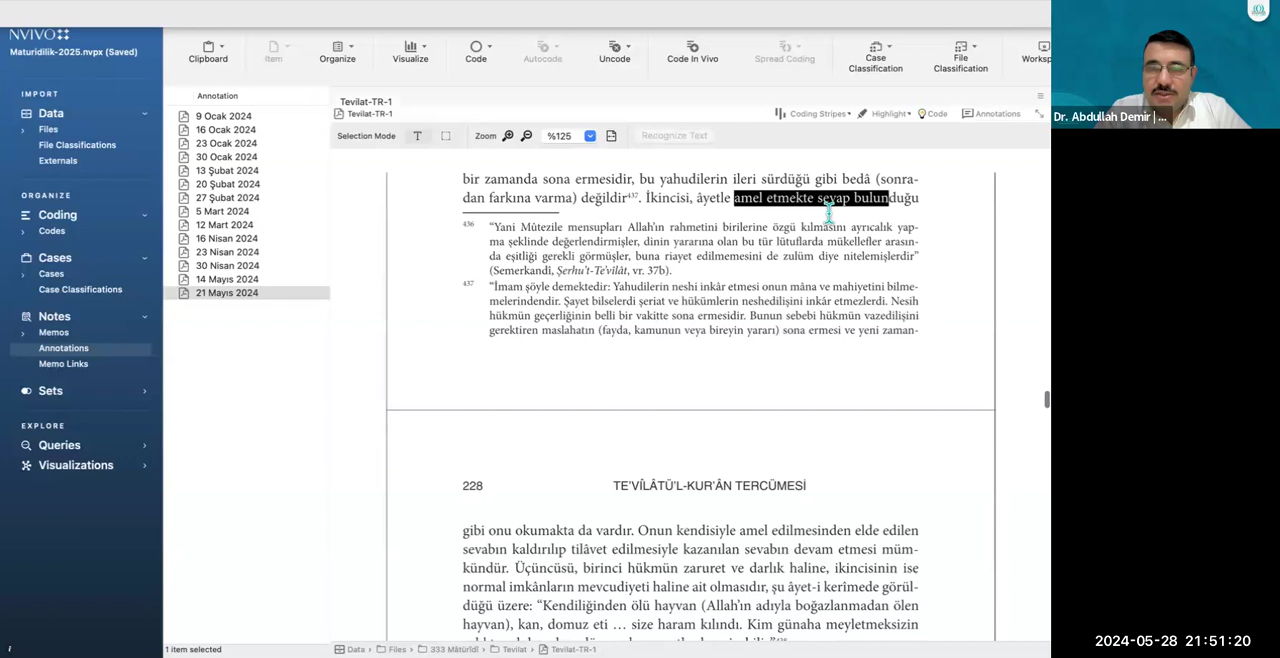 NVIVO
Maturidilik-2025.nvpx (Saved)
IMPORT
Data
Files
File Classifications
Externals
ORGANIZE
Coding
Codes
Cases
Cases
Case Classifications
Notes
Memos
Annotations
Memo Links
Sets
EXPLORE
Queries
Visualizations
Clipboard
Item
Organize
Visualize
Code
Autocode
Uncode
Code In Vivo
Spread Coding
Case Classification
File Classification
Worksp
Annotation
9 Ocak 2024
16 Ocak 2024
23 Ocak 2024
30 Ocak 2024
13 Şubat 2024
20 Şubat 2024
27 Şubat 2024
5 Mart 2024
12 Mart 2024
16 Nisan 2024
23 Nisan 2024
30 Nisan 2024
14 Mayıs 2024
21 Mayıs 2024
1 item selected
Tevilat-TR-1
Tevilat-TR-1
Coding Stripes
Highlight
Code
Annotations
Selection Mode
T
Zoom
%125
Recognize Text
bir zamanda sona ermesidir, bu yahudilerin ileri sürdüğü gibi bedâ (sonra-
dan farkına varma) değildir437. İkincisi, âyetle amel etmekte sevap bulunduğu
436 “Yani Mûtezile mensupları Allah’ın rahmetini birilerine özgü kılmasını ayrıcalık yap-
ma şeklinde değerlendirmişler, dinin yararına olan bu tür lütuflarda mükellefler arasın-
da eşitliği gerekli görmüşler, buna riayet edilmemesini de zulüm diye nitelemişlerdir”
(Semerkandî, Şerhu’t-Te’vîlât, vr. 37b).
437 “İmam şöyle demektedir: Yahudilerin neshi inkâr etmesi onun mâna ve mahiyetini bilme-
melerindendir. Şayet bilselerdi şeriat ve hükümlerin neshedilişini inkâr etmezlerdi. Nesih
hükmün geçerliğinin belli bir vakitte sona ermesidir. Bunun sebebi hükmün vazedilişini
gerektiren maslahatın (fayda, kamunun veya bireyin yararı) sona ermesi ve yeni zaman-
228 TE’VÎLÂTÜ’L-KUR’ÂN TERCÜMESİ
gibi onu okumakta da vardır. Onun kendisiyle amel edilmesinden elde edilen
sevabın kaldırılıp tilâvet edilmesiyle kazanılan sevabın devam etmesi müm-
kündür. Üçüncüsü, birinci hükmün zaruret ve darlık haline, ikincisinin ise
normal imkânların mevcudiyeti haline ait olmasıdır, şu âyet-i kerîmede görül-
düğü üzere: “Kendiliğinden ölü hayvan (Allah’ın adıyla boğazlanmadan ölen
hayvan), kan, domuz eti … size haram kılındı. Kim günaha meyletmeksizin
Data
Files
333 Mâtürîdî
Tevilat
Tevilat-TR-1
Dr. Abdullah Demir | ...
2024-05-28 21:51:20